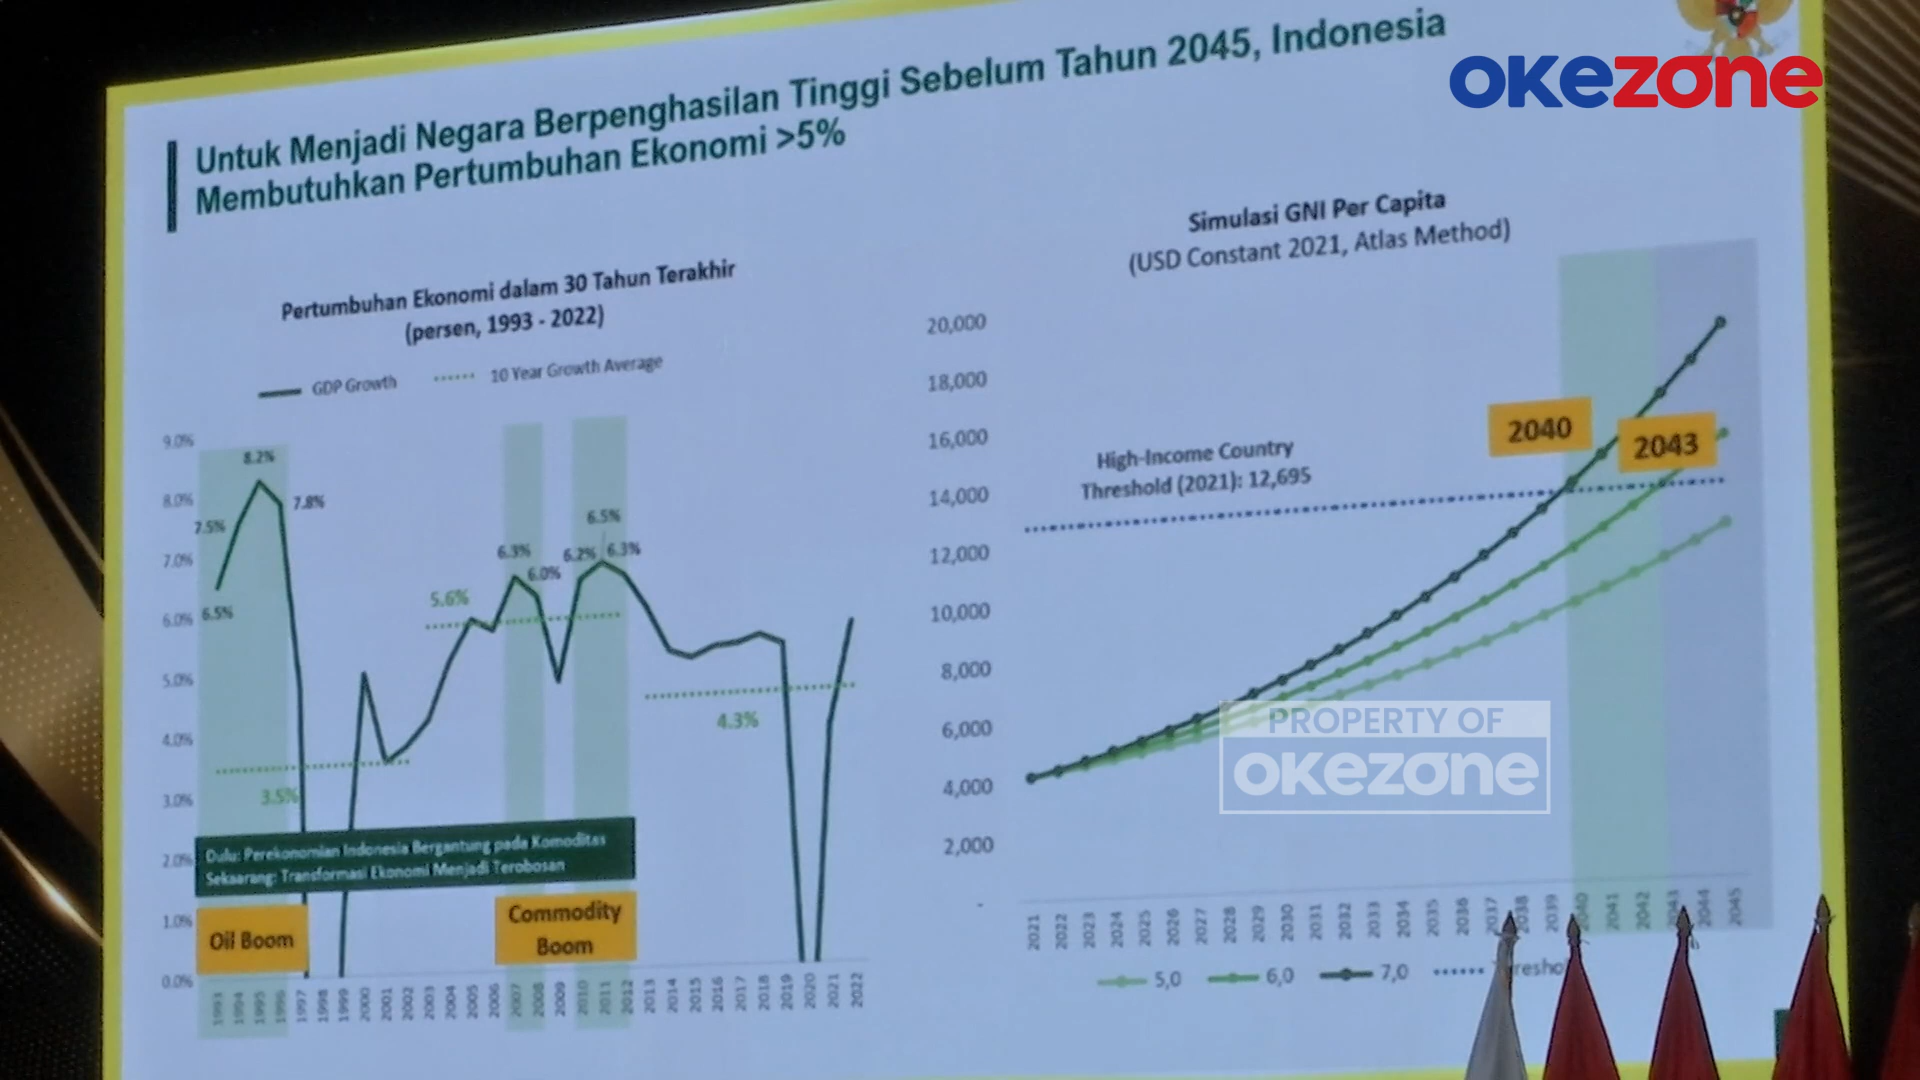 okezone
Untuk Menjadi Negara Berpenghasilan Tinggi Sebelum Tahun 2045, Indonesia
Membutuhkan Pertumbuhan Ekonomi >5%
Pertumbuhan Ekonomi dalam 30 Tahun Terakhir
(persen, 1993 - 2022)
GDP Growth
10 Year Growth Average
9.0%
8.0%
7.0%
6.0%
5.0%
4.0%
3.0%
2.0%
1.0%
0.0%
8.2%
7.8%
7.5%
6.5%
6.5%
6.3%
6.0%
6.2%
6.3%
5.6%
4.3%
3.5%
Dulu: Perekonomian Indonesia Bergantung pada Komoditas
Sekaarang: Transformasi Ekonomi Menjadi Terobosan
Oil Boom
Commodity
Boom
1993 1994 1995 1996 1997 1998 1999 2000 2001 2002 2003 2004 2005 2006 2007 2008 2009 2010 2011 2012 2013 2014 2015 2016 2017 2018 2019 2020 2021 2022
Simulasi GNI Per Capita
(USD Constant 2021, Atlas Method)
20,000
18,000
16,000
14,000
12,000
10,000
8,000
6,000
4,000
2,000
-
High-Income Country
Threshold (2021): 12,695
2040
2043
PROPERTY OF
okezone
2021 2022 2023 2024 2025 2026 2027 2028 2029 2030 2031 2032 2033 2034 2035 2036 2037 2038 2039 2040 2041 2042 2043 2044 2045
5,0 6,0 7,0